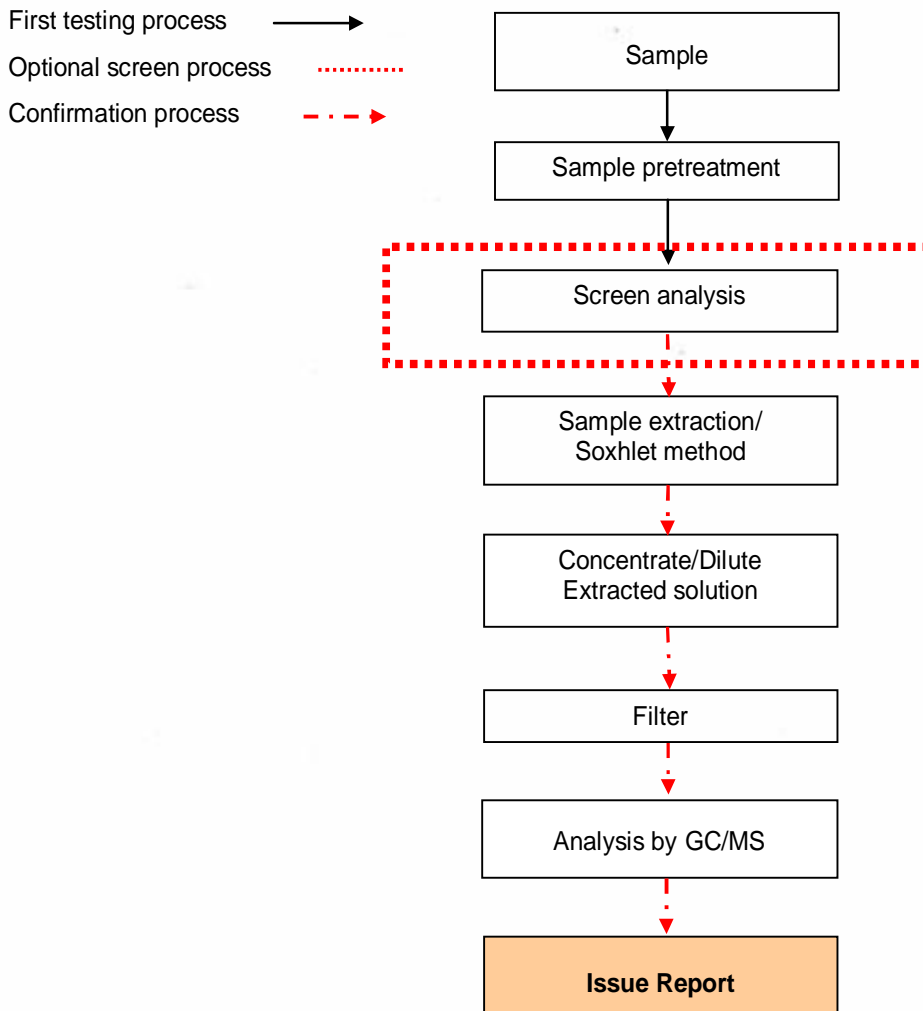 First testing process
Optional screen process
Confirmation process
Sample
Sample pretreatment
Screen analysis
Sample extraction/
Soxhlet method
Concentrate/Dilute
Extracted solution
Filter
Analysis by GC/MS
Issue Report